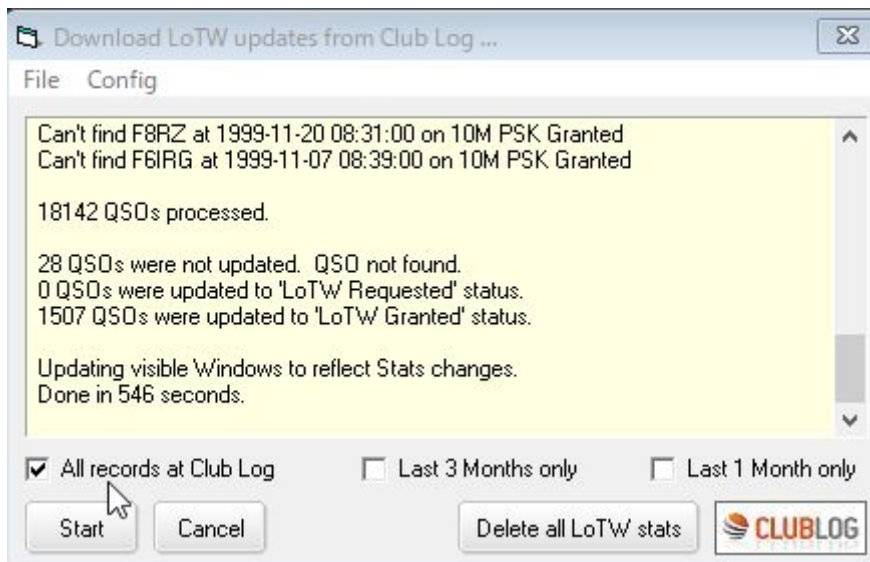 Download LoTW updates from Club Log ...
File Config
Can't find F8RZ at 1999-11-20 08:31:00 on 10M PSK Granted
Can't find F6IRG at 1999-11-07 08:39:00 on 10M PSK Granted
18142 QSOs processed.
28 QSOs were not updated. QSO not found.
0 QSOs were updated to 'LoTW Requested' status.
1507 QSOs were updated to 'LoTW Granted' status.
Updating visible Windows to reflect Stats changes.
Done in 546 seconds.
All records at Club Log Last 3 Months only Last 1 Month only
Start Cancel Delete all LoTW stats CLUBLOG